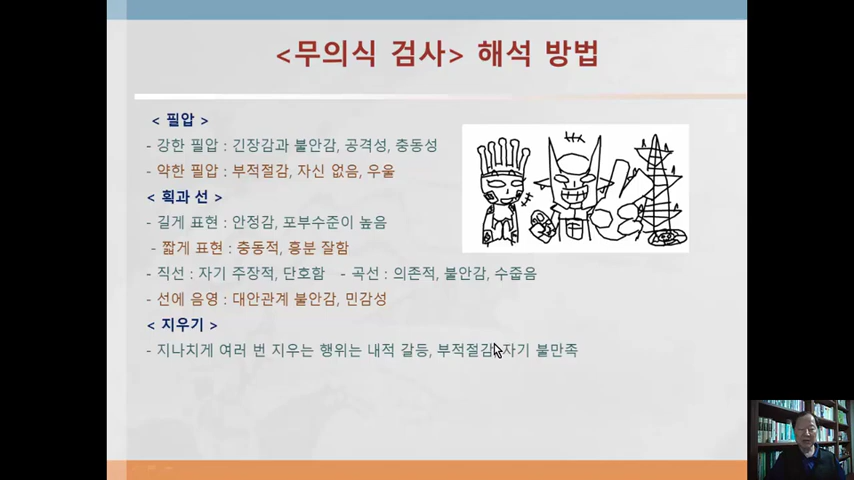 <무의식 검사> 해석 방법
< 필압 >
- 강한 필압 : 긴장감과 불안감, 공격성, 충동성
- 약한 필압 : 부적절감, 자신 없음, 우울
< 획과 선 >
- 길게 표현 : 안정감, 포부수준이 높음
- 짧게 표현 : 충동적, 흥분 잘함
- 직선 : 자기 주장적, 단호함 - 곡선 : 의존적, 불안감, 수줍음
- 선에 음영 : 대안관계 불안감, 민감성
< 지우기 >
- 지나치게 여러 번 지우는 행위는 내적 갈등, 부적절감, 자기 불만족